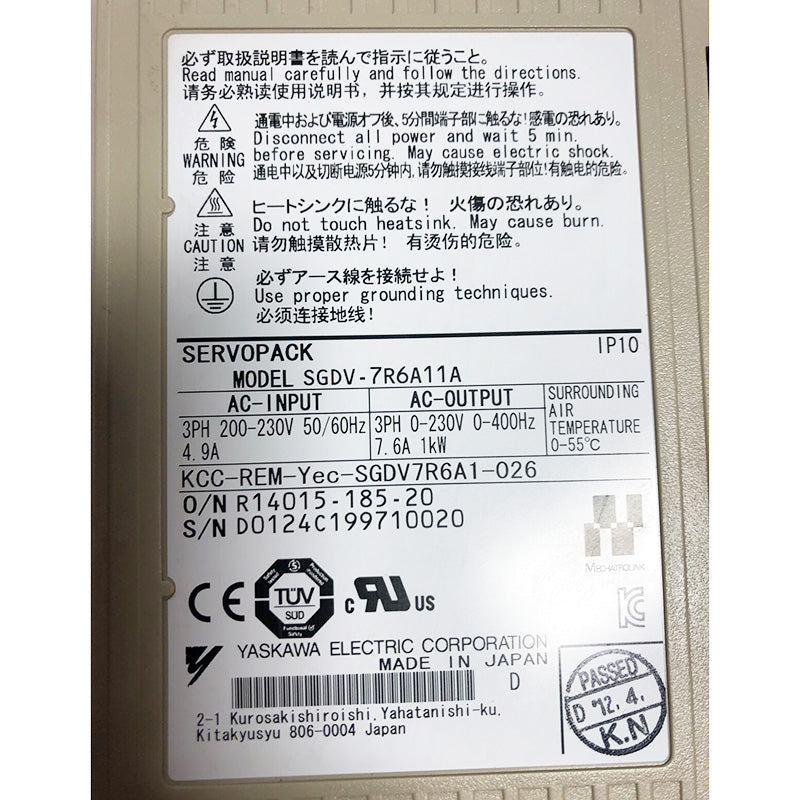 必ず取扱説明書を読んで指示に従うこと。
Read manual carefully and follow the directions.
请务必熟读使用说明书，并按其规定进行操作。
危険
WARNING
危险
通電中および電源オフ後、5分間端子部に触るな!感電の恐れあり。
Disconnect all power and wait 5 min.
before servicing. May cause electric shock.
通电中以及切断电源5分钟内,请勿触摸接线端子部位!有触电的危险。
注意
CAUTION
注意
ヒートシンクに触るな! 火傷の恐れあり。
Do not touch heatsink. May cause burn.
请勿触摸散热片! 有烫伤的危险。
必ずアース線を接続せよ!
Use proper grounding techniques.
必须连接地线!
SERVOPACK IP10
MODEL SGDV-7R6A11A
AC-INPUT
3PH 200-230V 50/60Hz
4.9A
AC-OUTPUT
3PH 0-230V 0-400Hz
7.6A 1kW
SURROUNDING
AIR
TEMPERATURE
0-55℃
KCC-REM-Yec-SGDV7R6A1-026
O/N R14015-185-20
S/N D0124C199710020
MECHATROLINK
CE
TÜV
SÜD
Functional
Safety
c RU US
KC
YASKAWA ELECTRIC CORPORATION
MADE IN JAPAN
D
2-1 Kurosakishiroishi, Yahatanishi-ku,
Kitakyusyu 806-0004 Japan
PASSED
D '12. 4.
K.N